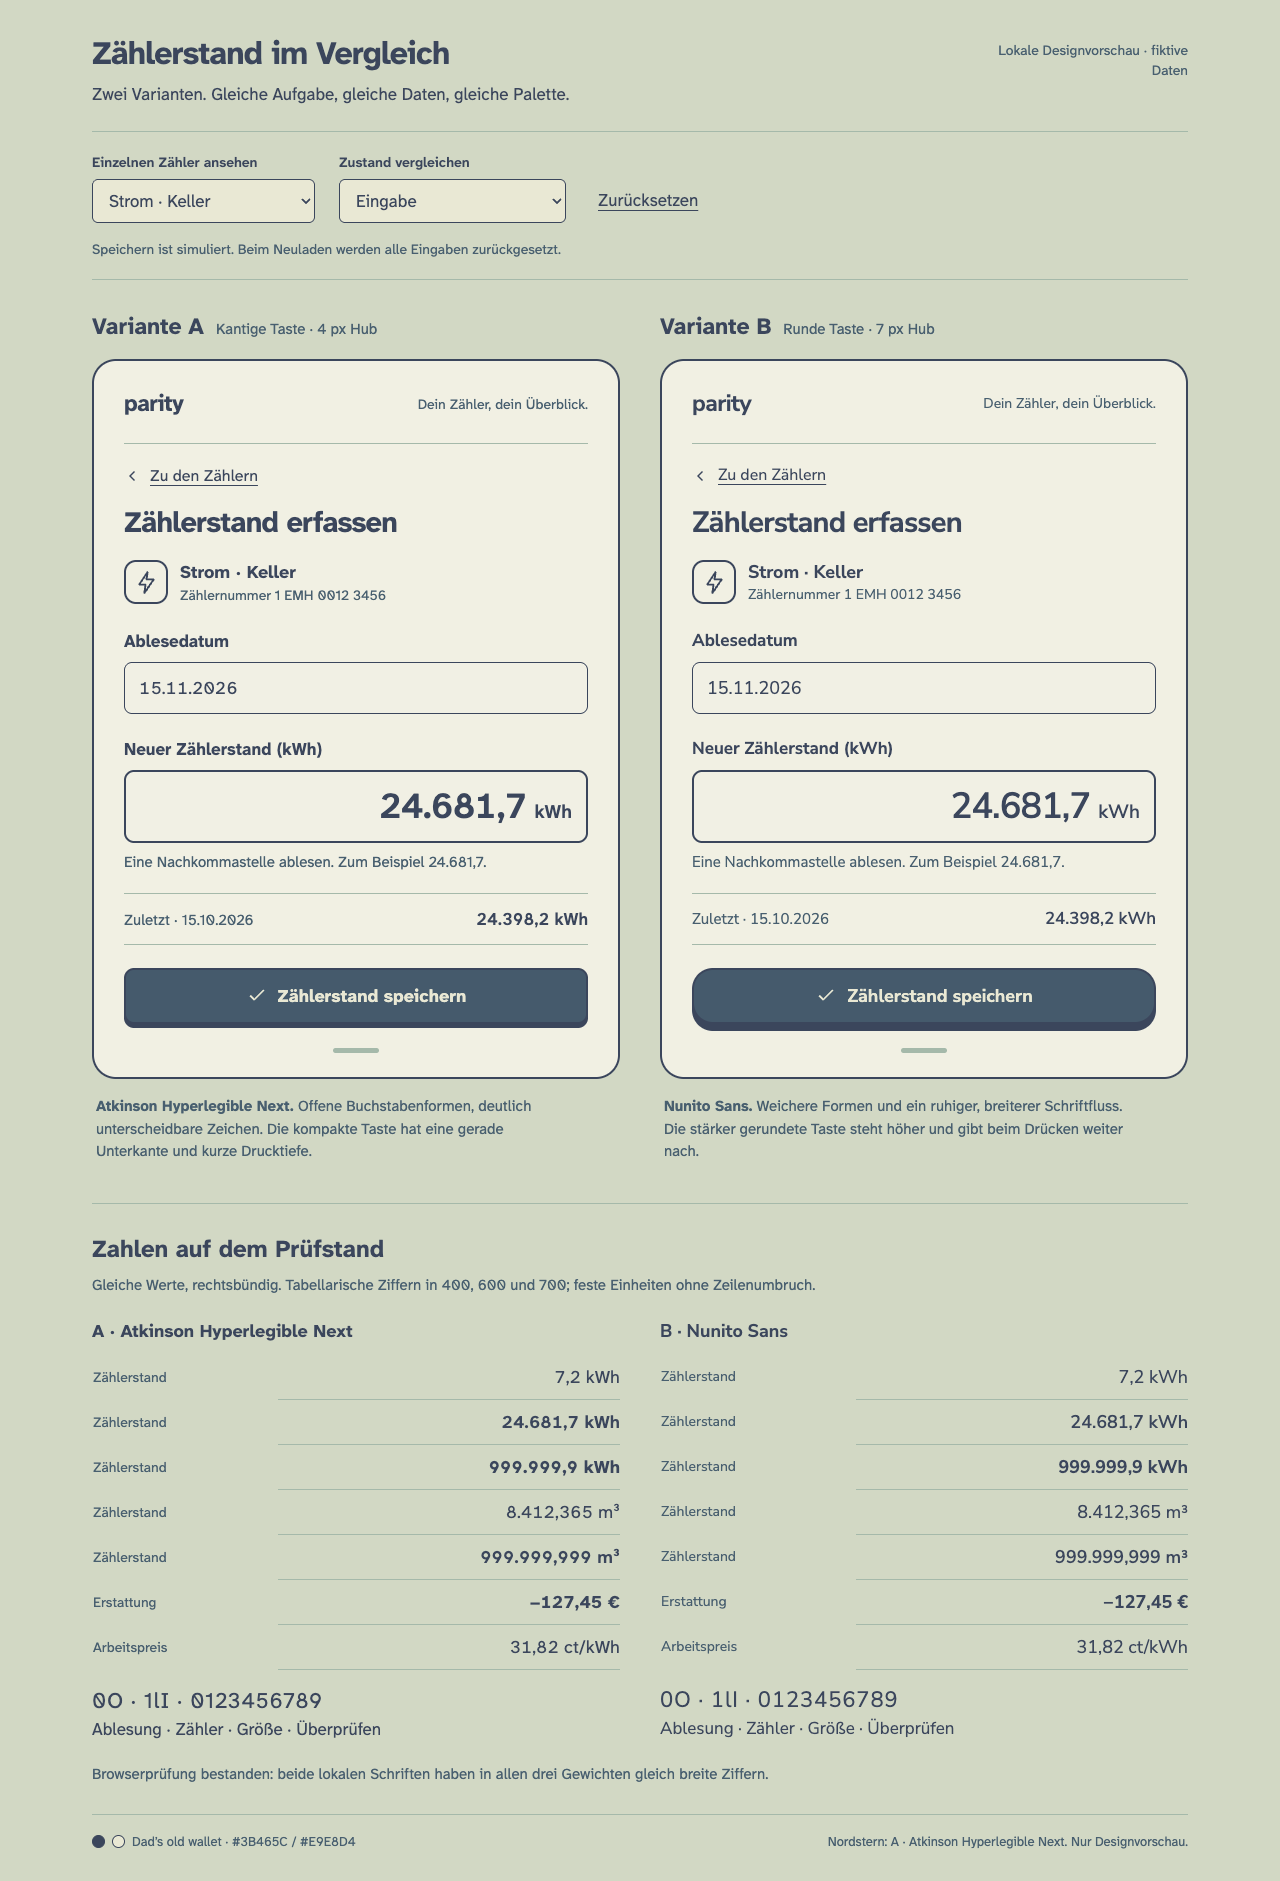 Zählerstand im Vergleich
Lokale Designvorschau · fiktive
Daten
Zwei Varianten. Gleiche Aufgabe, gleiche Daten, gleiche Palette.
Einzelnen Zähler ansehen
Zustand vergleichen
Strom · Keller
Eingabe
Zurücksetzen
Speichern ist simuliert. Beim Neuladen werden alle Eingaben zurückgesetzt.
Variante A Kantige Taste · 4 px Hub
parity
Dein Zähler, dein Überblick.
Zu den Zählern
Zählerstand erfassen
Strom · Keller
Zählernummer 1 EMH 0012 3456
Ablesedatum
15.11.2026
Neuer Zählerstand (kWh)
24.681,7 kWh
Eine Nachkommastelle ablesen. Zum Beispiel 24.681,7.
Zuletzt · 15.10.2026 24.398,2 kWh
Zählerstand speichern
Atkinson Hyperlegible Next. Offene Buchstabenformen, deutlich
unterscheidbare Zeichen. Die kompakte Taste hat eine gerade
Unterkante und kurze Drucktiefe.
Variante B Runde Taste · 7 px Hub
parity
Dein Zähler, dein Überblick.
Zu den Zählern
Zählerstand erfassen
Strom · Keller
Zählernummer 1 EMH 0012 3456
Ablesedatum
15.11.2026
Neuer Zählerstand (kWh)
24.681,7 kWh
Eine Nachkommastelle ablesen. Zum Beispiel 24.681,7.
Zuletzt · 15.10.2026 24.398,2 kWh
Zählerstand speichern
Nunito Sans. Weichere Formen und ein ruhiger, breiterer Schriftfluss.
Die stärker gerundete Taste steht höher und gibt beim Drücken weiter
nach.
Zahlen auf dem Prüfstand
Gleiche Werte, rechtsbündig. Tabellarische Ziffern in 400, 600 und 700; feste Einheiten ohne Zeilenumbruch.
A · Atkinson Hyperlegible Next
Zählerstand 7,2 kWh
Zählerstand 24.681,7 kWh
Zählerstand 999.999,9 kWh
Zählerstand 8.412,365 m³
Zählerstand 999.999,999 m³
Erstattung −127,45 €
Arbeitspreis 31,82 ct/kWh
0O · 1lI · 0123456789
Ablesung · Zähler · Größe · Überprüfen
B · Nunito Sans
Zählerstand 7,2 kWh
Zählerstand 24.681,7 kWh
Zählerstand 999.999,9 kWh
Zählerstand 8.412,365 m³
Zählerstand 999.999,999 m³
Erstattung −127,45 €
Arbeitspreis 31,82 ct/kWh
0O · 1lI · 0123456789
Ablesung · Zähler · Größe · Überprüfen
Browserprüfung bestanden: beide lokalen Schriften haben in allen drei Gewichten gleich breite Ziffern.
Dad's old wallet · #3B465C / #E9E8D4
Nordstern: A · Atkinson Hyperlegible Next. Nur Designvorschau.